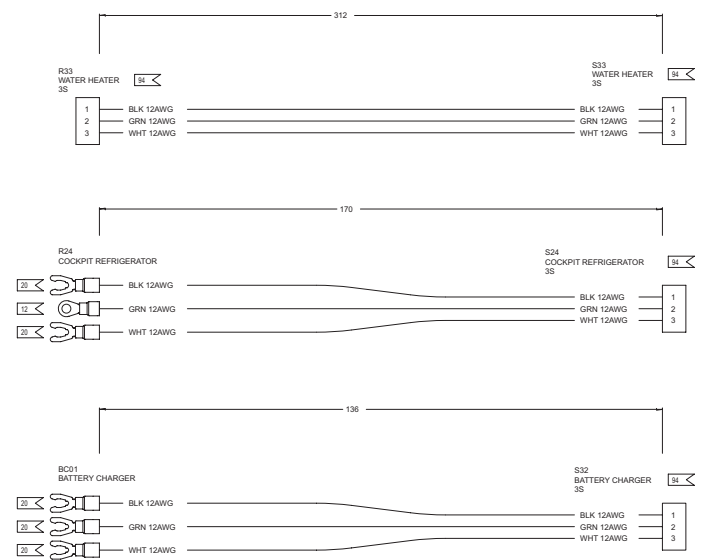 312
R33
WATER HEATER
3S
94
S33
WATER HEATER
3S
94
1 BLK 12AWG BLK 12AWG 1
2 GRN 12AWG GRN 12AWG 2
3 WHT 12AWG WHT 12AWG 3
170
R24
COCKPIT REFRIGERATOR
S24
COCKPIT REFRIGERATOR
3S
94
20 BLK 12AWG
BLK 12AWG 1
12 GRN 12AWG GRN 12AWG 2
WHT 12AWG 3
20 WHT 12AWG
136
BC01
BATTERY CHARGER
S32
BATTERY CHARGER
3S
94
20 BLK 12AWG
BLK 12AWG 1
20 GRN 12AWG GRN 12AWG 2
WHT 12AWG 3
20 WHT 12AWG